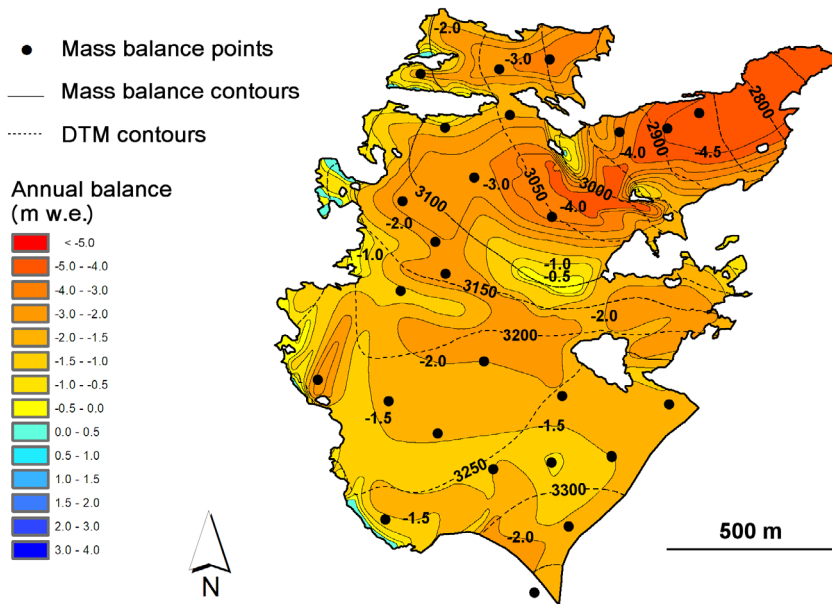 Mass balance points
Mass balance contours
DTM contours
Annual balance
(m w.e.)
< -5.0
-5.0 - -4.0
-4.0 - -3.0
-3.0 - -2.0
-2.0 - -1.5
-1.5 - -1.0
-1.0 - -0.5
-0.5 - 0.0
0.0 - 0.5
0.5 - 1.0
1.0 - 1.5
1.5 - 2.0
2.0 - 3.0
3.0 - 4.0
N
500 m
-2.0
-3.0
2800
2900
-4.5
-4.0
3000
3050
-3.0
-4.0
3100
-2.0
-1.0
-1.0
-0.5
3150
-2.0
3200
-2.0
-1.5
-1.5
3250
3300
-1.5
-2.0